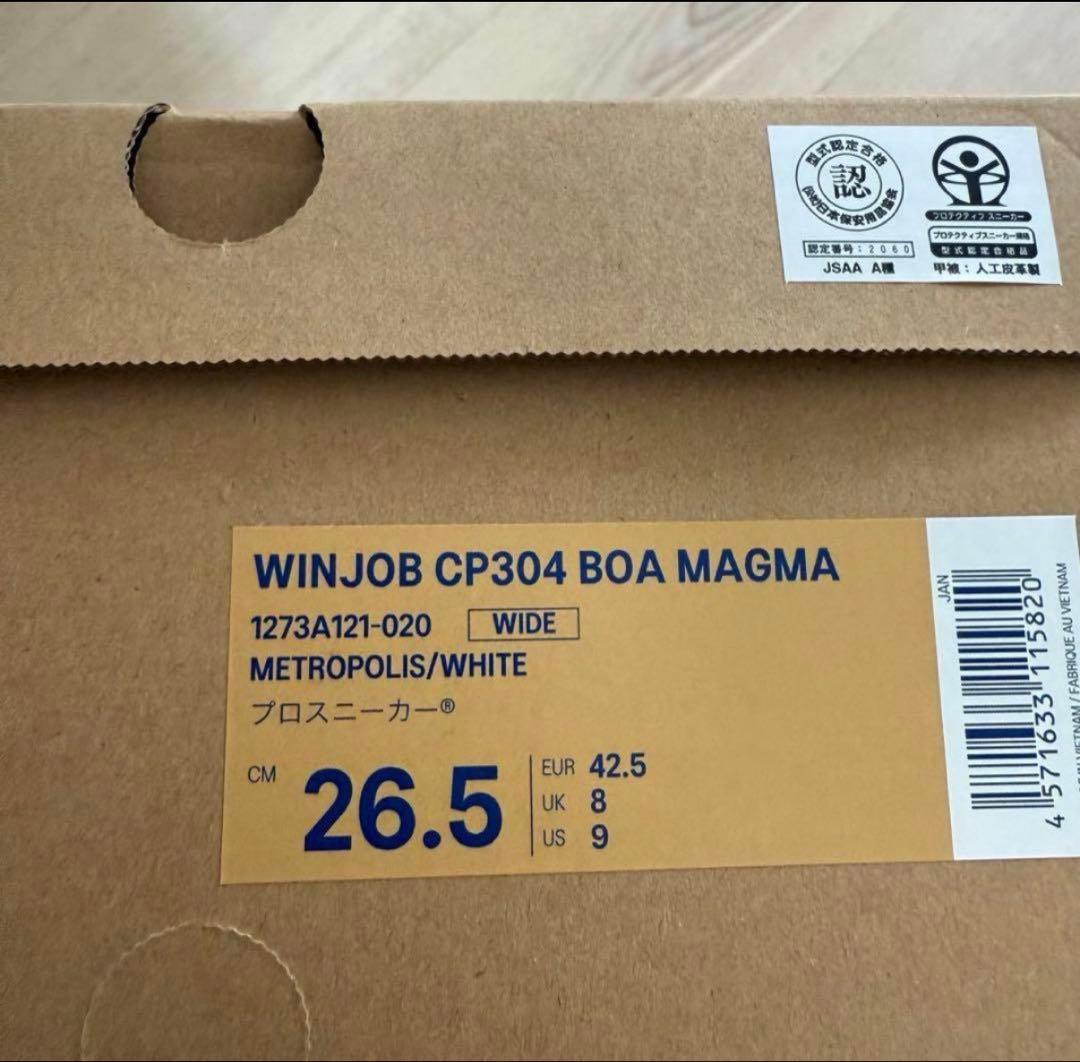 型式認定合格
認
(公社)日本保安用品協会
認定番号：2060
JSAA A種
プロテクティブ スニーカー
プロテクティブスニーカー規格
型式認定合格品
甲被：人工皮革製
WINJOB CP304 BOA MAGMA
1273A121-020 WIDE
METROPOLIS/WHITE
プロスニーカー®
CM 26.5
EUR 42.5
UK 8
US 9
JAN
4 571633 115820
VIETNAM / FABRIQUE AU VIETNAM